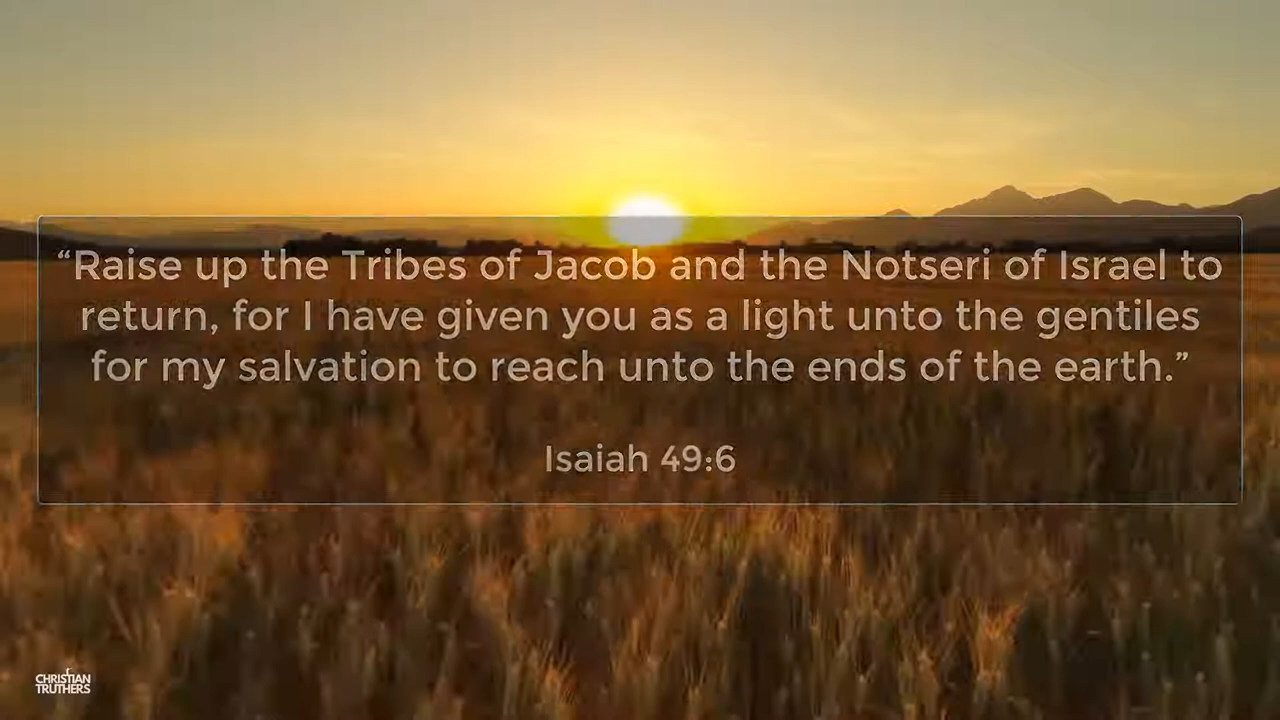 “Raise up the Tribes of Jacob and the Notseri of Israel to
return, for I have given you as a light unto the gentiles
for my salvation to reach unto the ends of the earth.”
Isaiah 49:6
CHRISTIAN
TRUTHERS